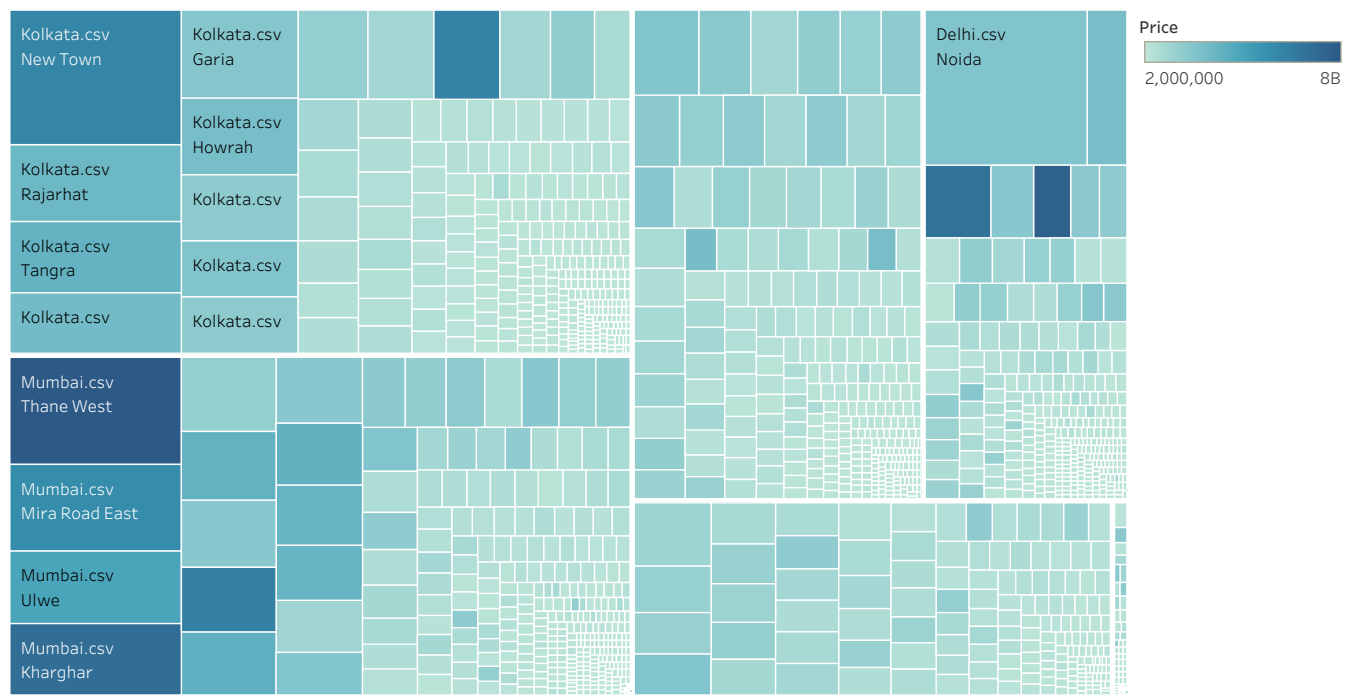 Kolkata.csv
New Town
Kolkata.csv
Rajarhat
Kolkata.csv
Tangra
Kolkata.csv
Kolkata.csv
Garia
Kolkata.csv
Howrah
Kolkata.csv
Kolkata.csv
Kolkata.csv
Mumbai.csv
Thane West
Mumbai.csv
Mira Road East
Mumbai.csv
Ulwe
Mumbai.csv
Kharghar
Delhi.csv
Noida
Price
2,000,000
8B